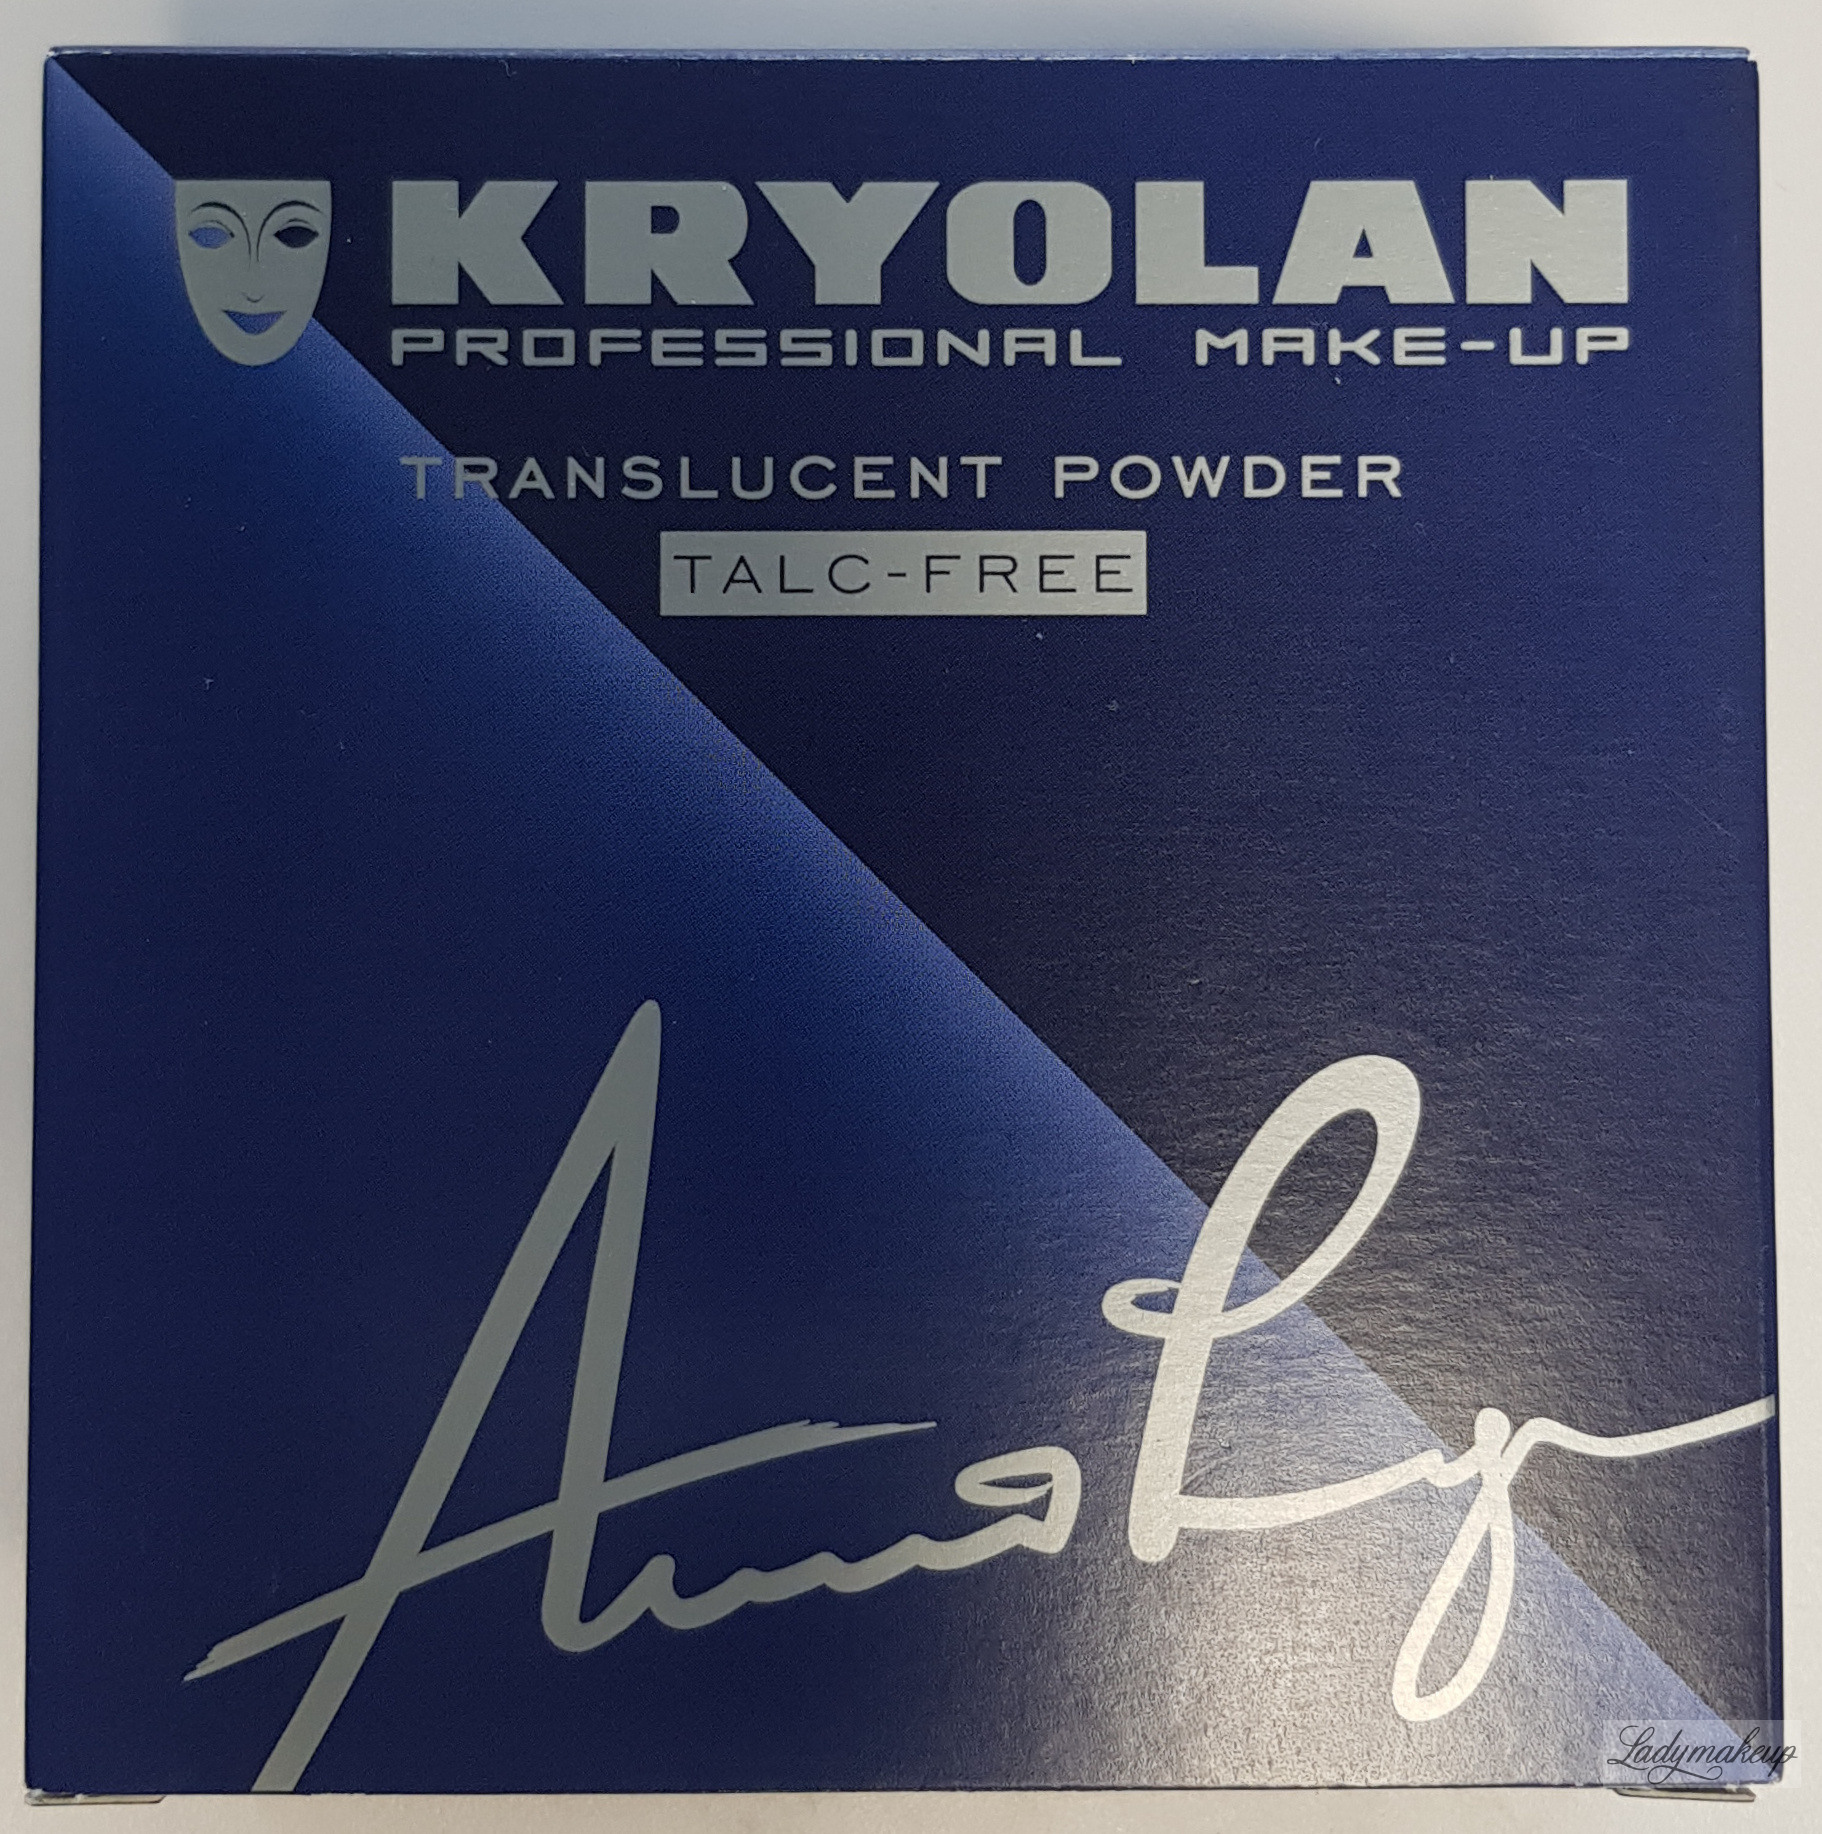 KRYOLAN
PROFESSIONAL MAKE-UP
TRANSLUCENT POWDER
TALC-FREE
Ladymakeup